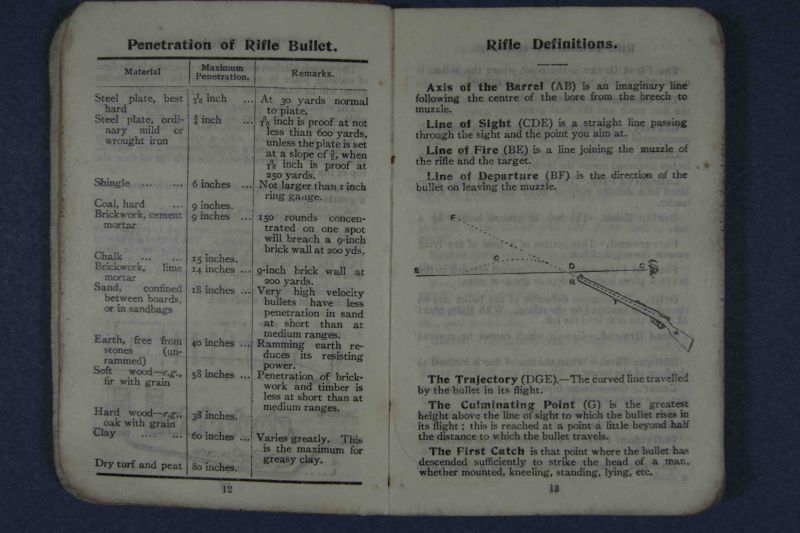 Penetration of Rifle Bullet.
Material
Maximum
Penetration.
Remarks.
Steel plate, best
hard
7/16 inch ...
At 30 yards normal
to plate.
Steel plate, ordi-
nary mild or
wrought iron
3/4 inch ...
inch is proof at not
less than 600 yards,
unless the plate is set
at a slope of , when
inch is proof at
250 yards.
Shingle ... ...
6 inches ...
Not larger than 1 inch
ring gauge.
Coal, hard ...
9 inches.
Brickwork, cement
mortar
9 inches ...
150 rounds concen-
trated on one spot
will breach a 9-inch
brick wall at 200 yds.
Chalk ... ...
15 inches.
Brickwork, lime
mortar
14 inches ...
9-inch brick wall at
200 yards.
Sand, confined
between boards,
or in sandbags
18 inches ...
Very high velocity
bullets have less
penetration in sand
at short than at
medium ranges.
Earth, free from
stones (un-
rammed)
40 inches ...
Ramming earth re-
duces its resisting
power.
Soft wood—e.g.,
fir with grain
58 inches ...
Penetration of brick-
work and timber is
less at short than at
medium ranges.
Hard wood—e.g.,
oak with grain
38 inches.
Clay ... ...
60 inches ...
Varies greatly. This
is the maximum for
greasy clay.
Dry turf and peat
80 inches.
12
Rifle Definitions.
Axis of the Barrel (AB) is an imaginary line
following the centre of the bore from the breech to
muzzle.
Line of Sight (CDE) is a straight line passing
through the sight and the point you aim at.
Line of Fire (BE) is a line joining the muzzle of
the rifle and the target.
Line of Departure (BF) is the direction of the
bullet on leaving the muzzle.
F
G
E
D
C
B
A
The Trajectory (DGE).—The curved line travelled
by the bullet in its flight.
The Culminating Point (G) is the greatest
height above the line of sight to which the bullet rises in
its flight; this is reached at a point a little beyond half
the distance to which the bullet travels.
The First Catch is that point where the bullet has
descended sufficiently to strike the head of a man,
whether mounted, kneeling, standing, lying, etc.
13